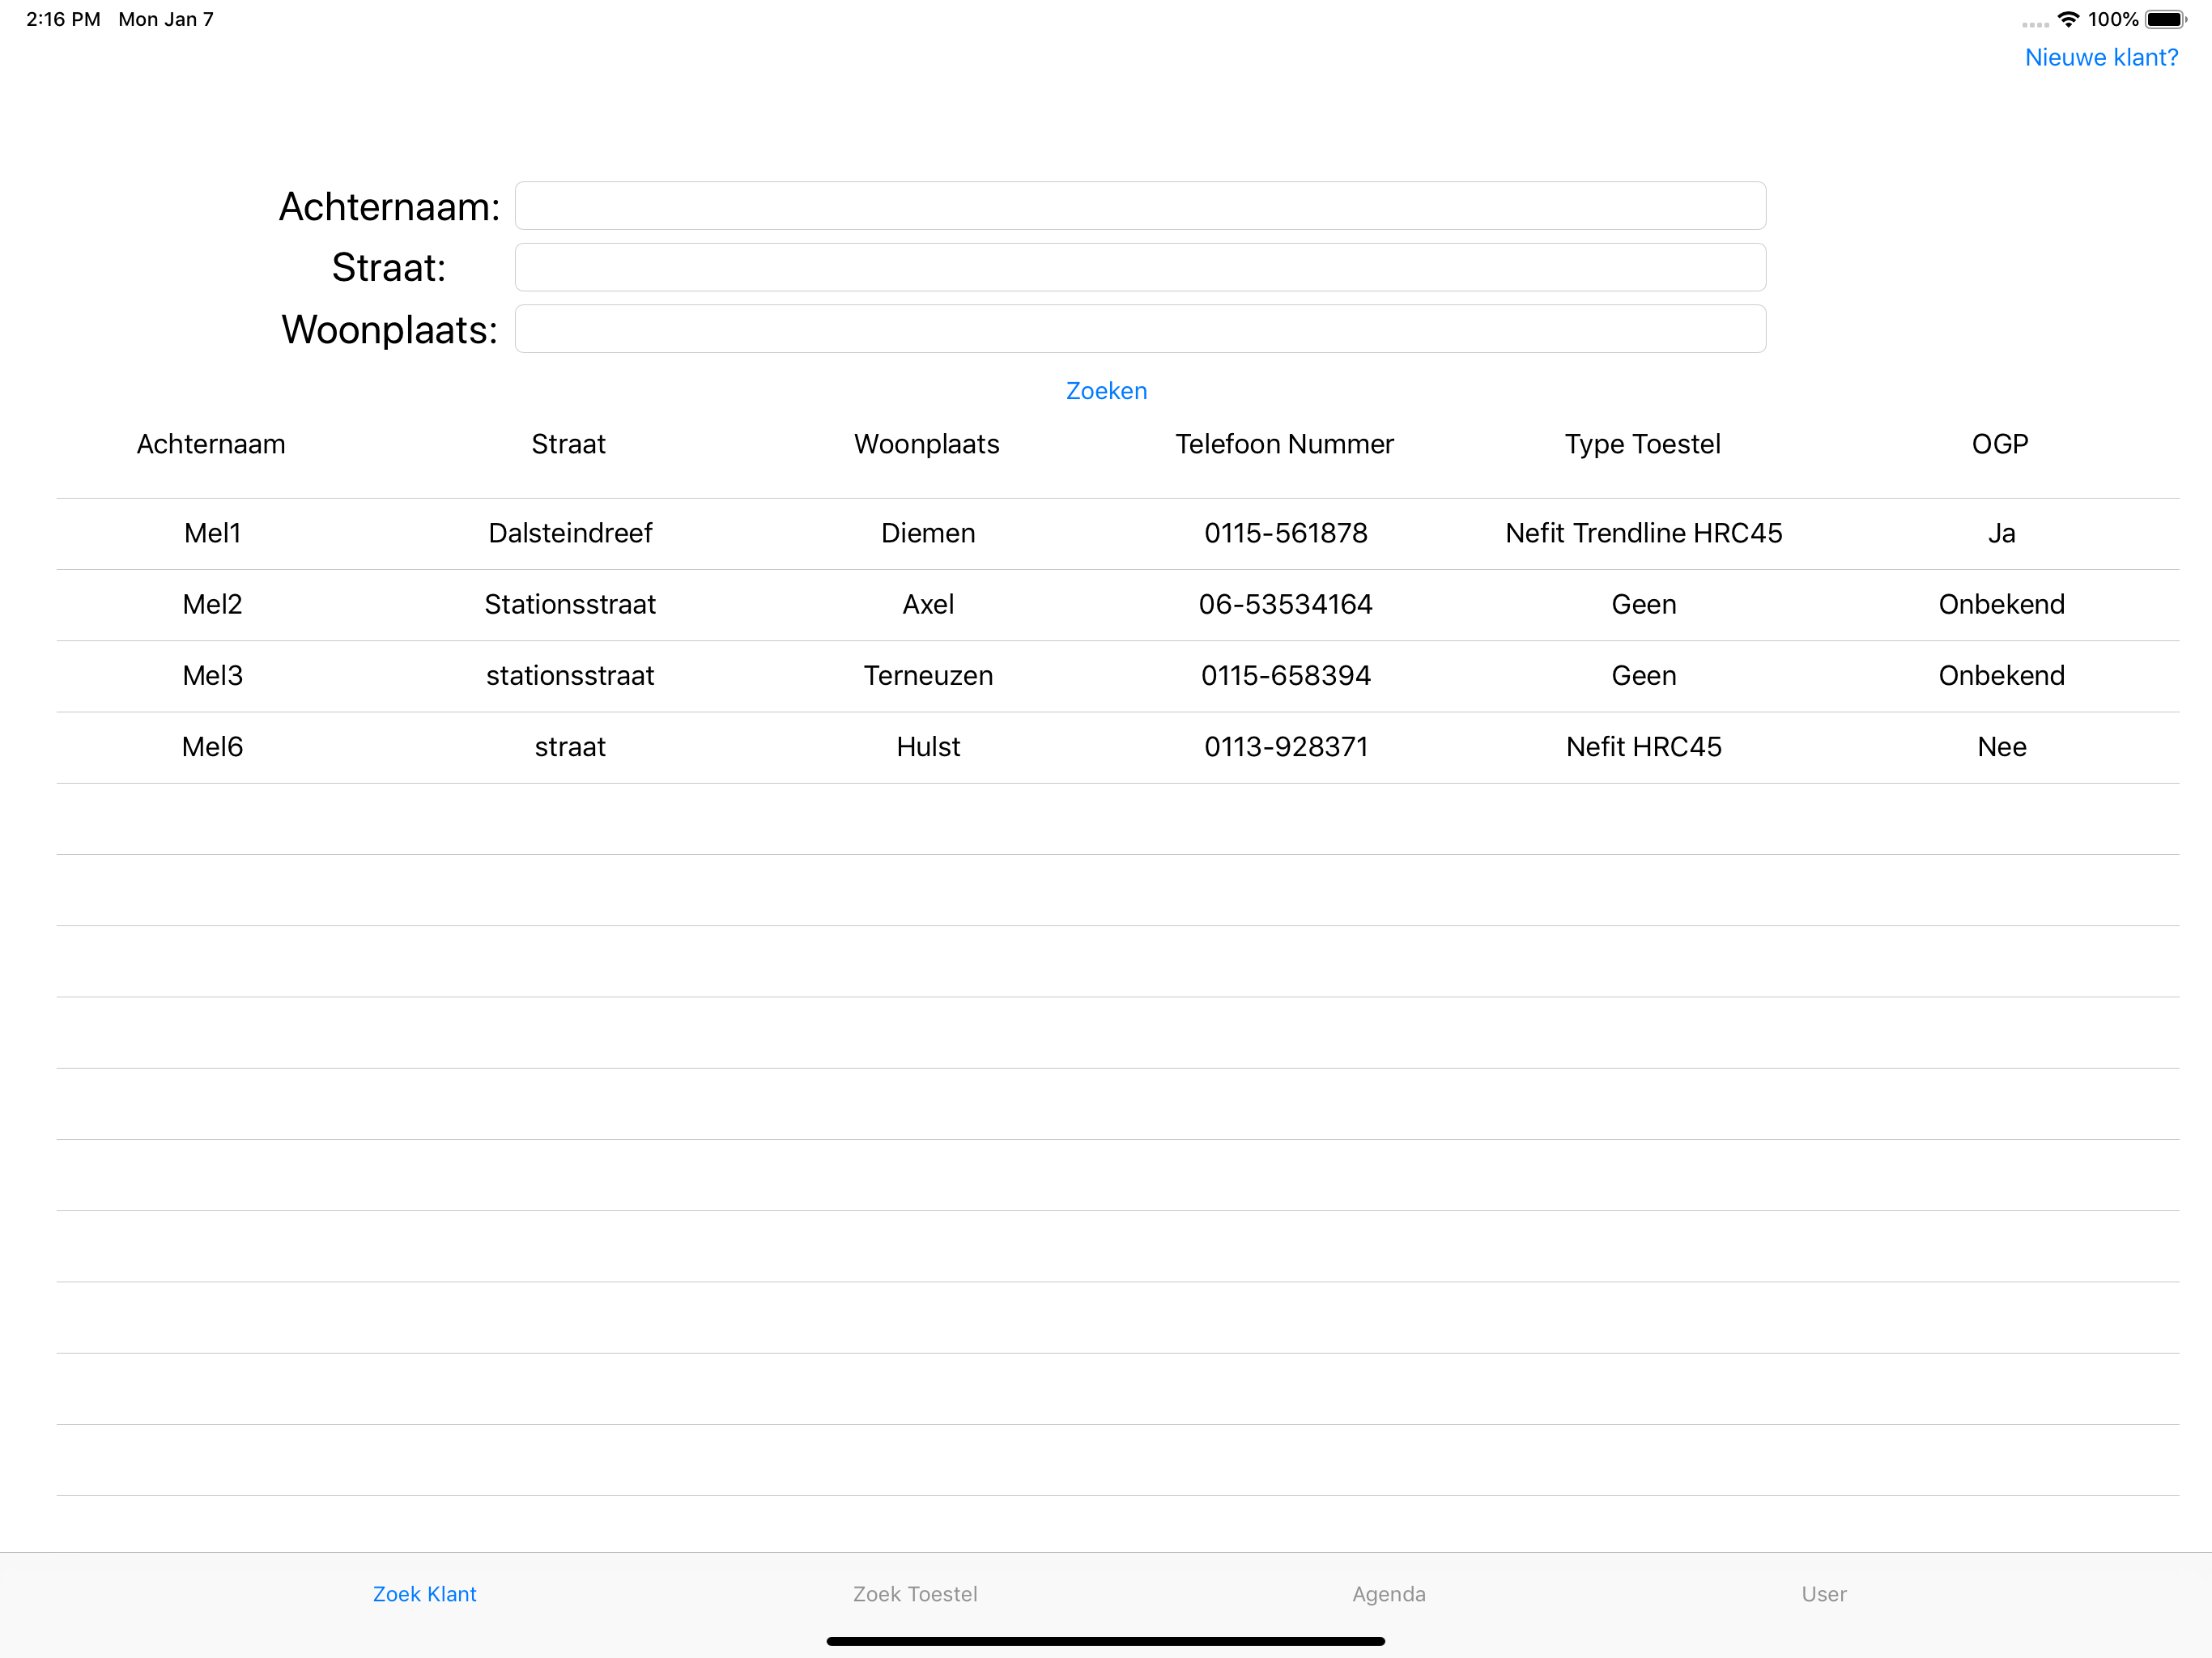 2:16 PM Mon Jan 7 100%
Nieuwe klant?
Achternaam:
Straat:
Woonplaats:
Zoeken
Achternaam Straat Woonplaats Telefoon Nummer Type Toestel OGP
Mel1 Dalsteindreef Diemen 0115-561878 Nefit Trendline HRC45 Ja
Mel2 Stationsstraat Axel 06-53534164 Geen Onbekend
Mel3 stationsstraat Terneuzen 0115-658394 Geen Onbekend
Mel6 straat Hulst 0113-928371 Nefit HRC45 Nee
Zoek Klant Zoek Toestel Agenda User